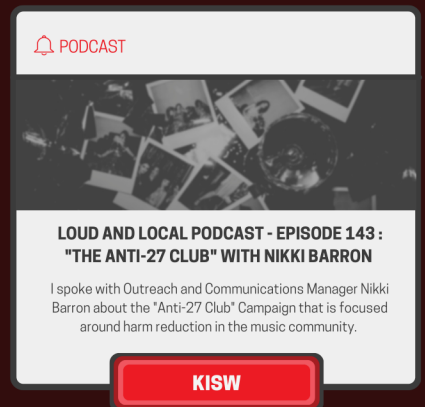 PODCAST
LOUD AND LOCAL PODCAST - EPISODE 143 :
"THE ANTI-27 CLUB" WITH NIKKI BARRON
I spoke with Outreach and Communications Manager Nikki
Barron about the "Anti-27 Club" Campaign that is focused
around harm reduction in the music community.
KISW